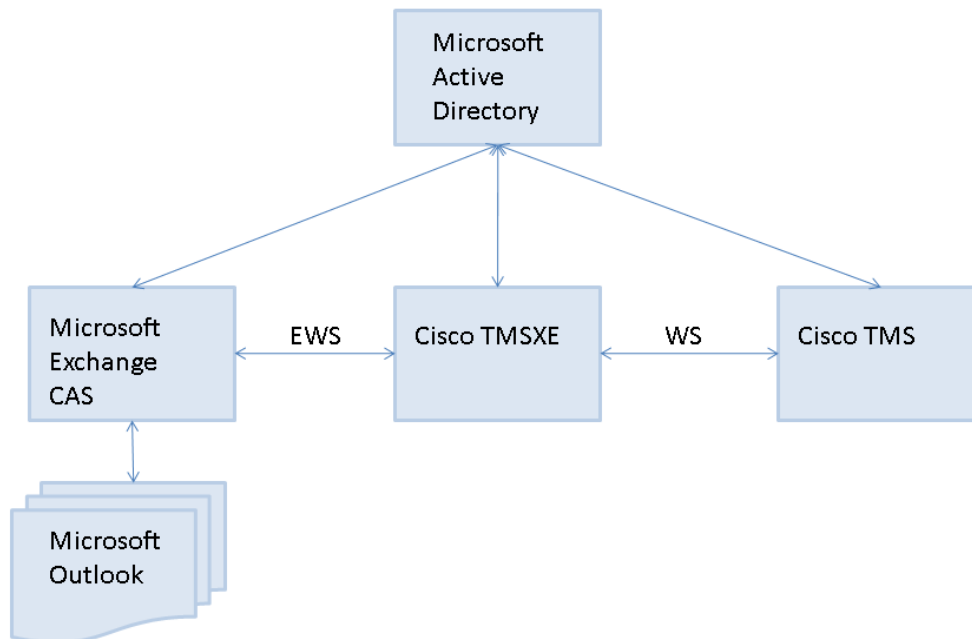 Microsoft
Active
Directory
Microsoft
Exchange
CAS
EWS
Cisco TMSXE
WS
Cisco TMS
Microsoft
Outlook